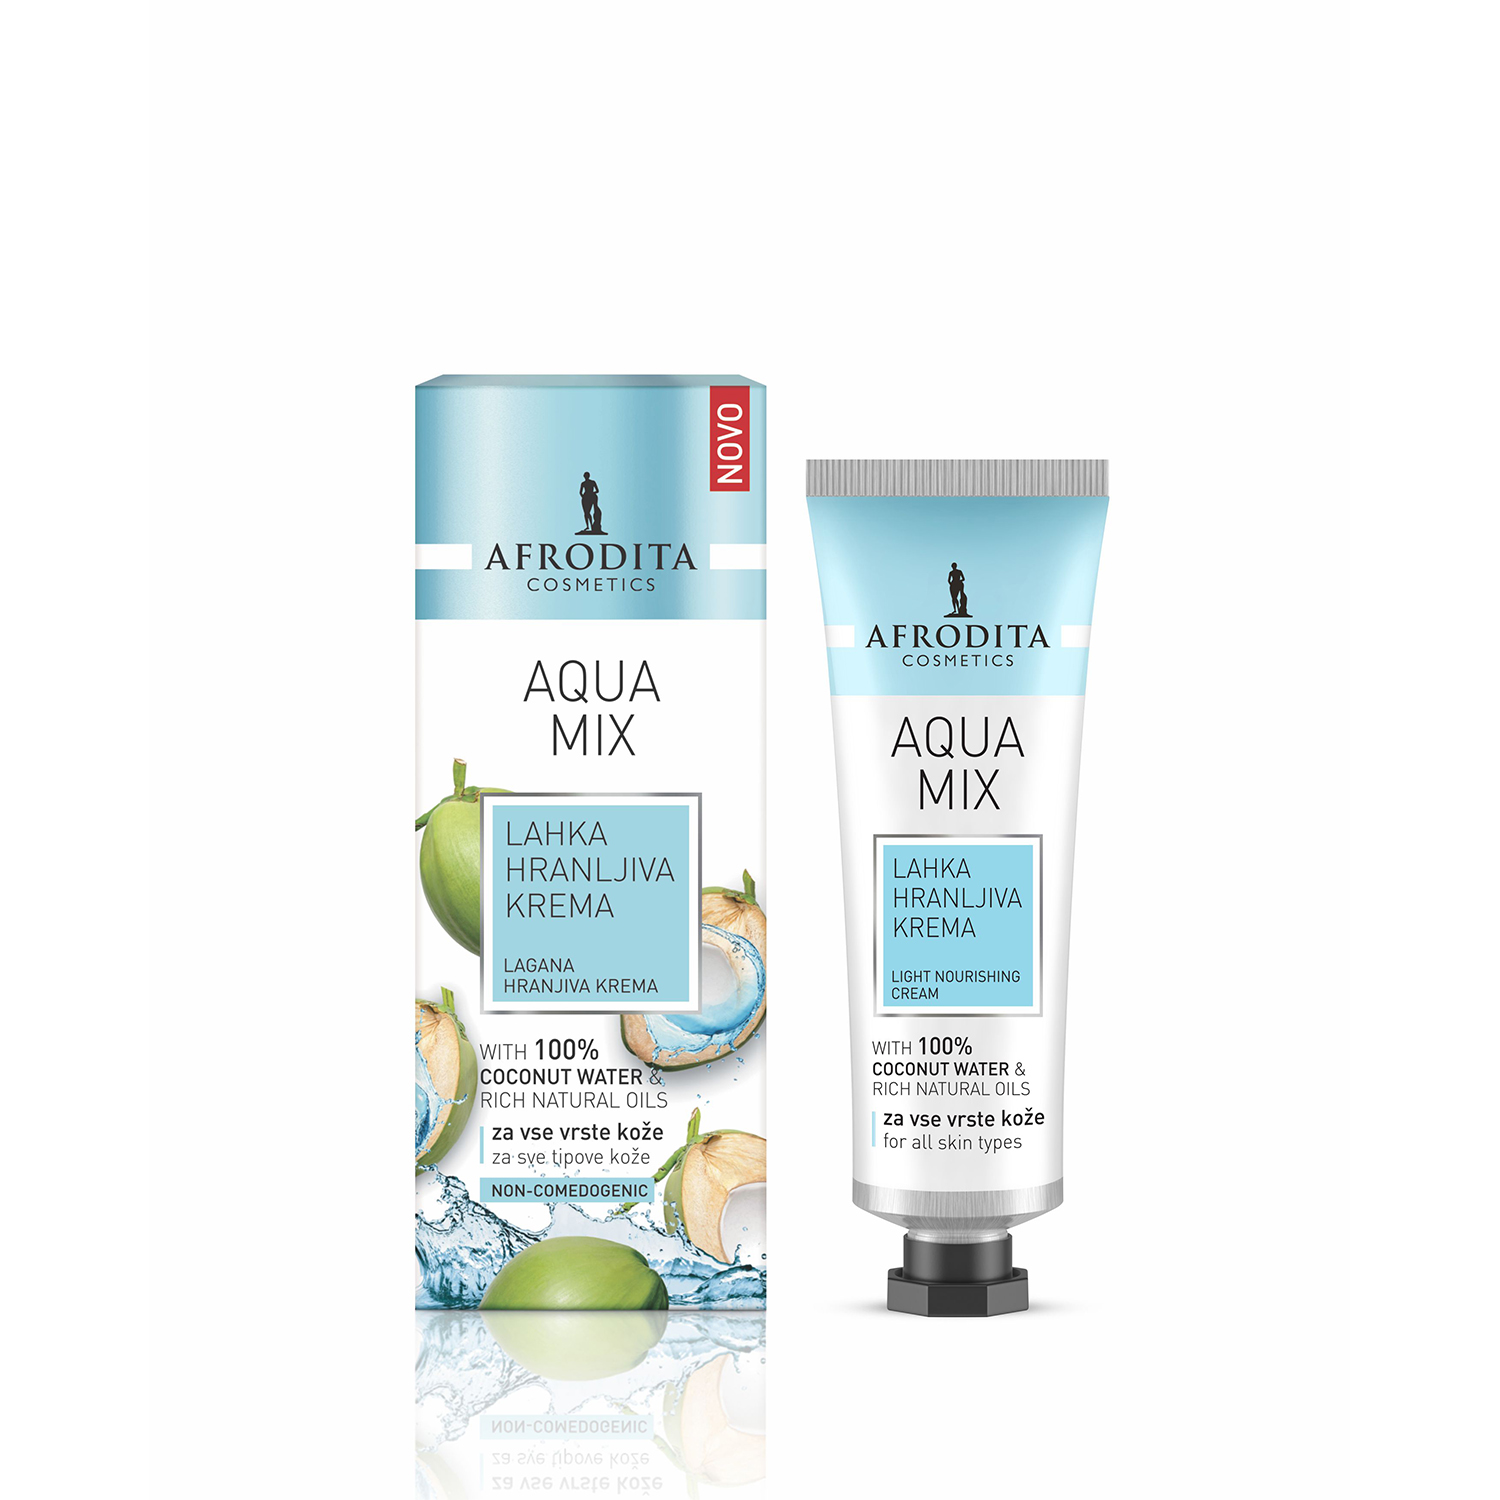 NOVO
AFRODITA
COSMETICS
AQUA
MIX
LAHKA
HRANLJIVA
KREMA
LAGANA
HRANJIVA KREMA
WITH 100%
COCONUT WATER &
RICH NATURAL OILS
za vse vrste kože
za sve tipove kože
NON-COMEDOGENIC
AFRODITA
COSMETICS
AQUA
MIX
LAHKA
HRANLJIVA
KREMA
LIGHT NOURISHING
CREAM
WITH 100%
COCONUT WATER &
RICH NATURAL OILS
za vse vrste kože
for all skin types